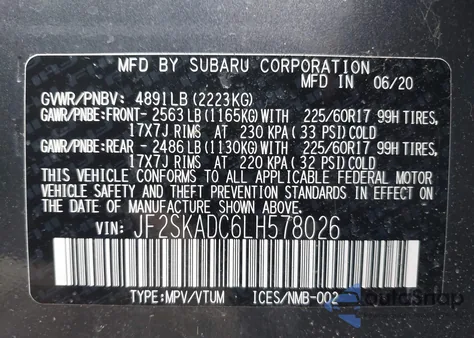 MFD BY SUBARU CORPORATION
IN 06/20
GVWR/PNBV: 4891LB(2223KG)
GAWR/PNBE:FRONT- 2563LB(1165KG)WITH 225/60R17 99H TIRES,
17X7J RIMS AT 230 KPA(33 PSI)COLD
GAWR/PNBE:REAR - 2486LB(1130KG)WITH 225/60R17 99H TIRES,
17X7J RIMS AT 220 KPA(32 PSI)COLD
THIS VEHICLE CONFORMS TO ALL APPLICABLE FEDERAL MOTOR
VEHICLE SAFETY AND THEFT PREVENTION STANDARDS IN EFFECT
ON THE DATE OF MANUFACTURE SHOWN ABOVE.
VIN: JF2SKADC6LH578026
TYPE:MPV/VTUM ICES/NMB-002
AutoSnap